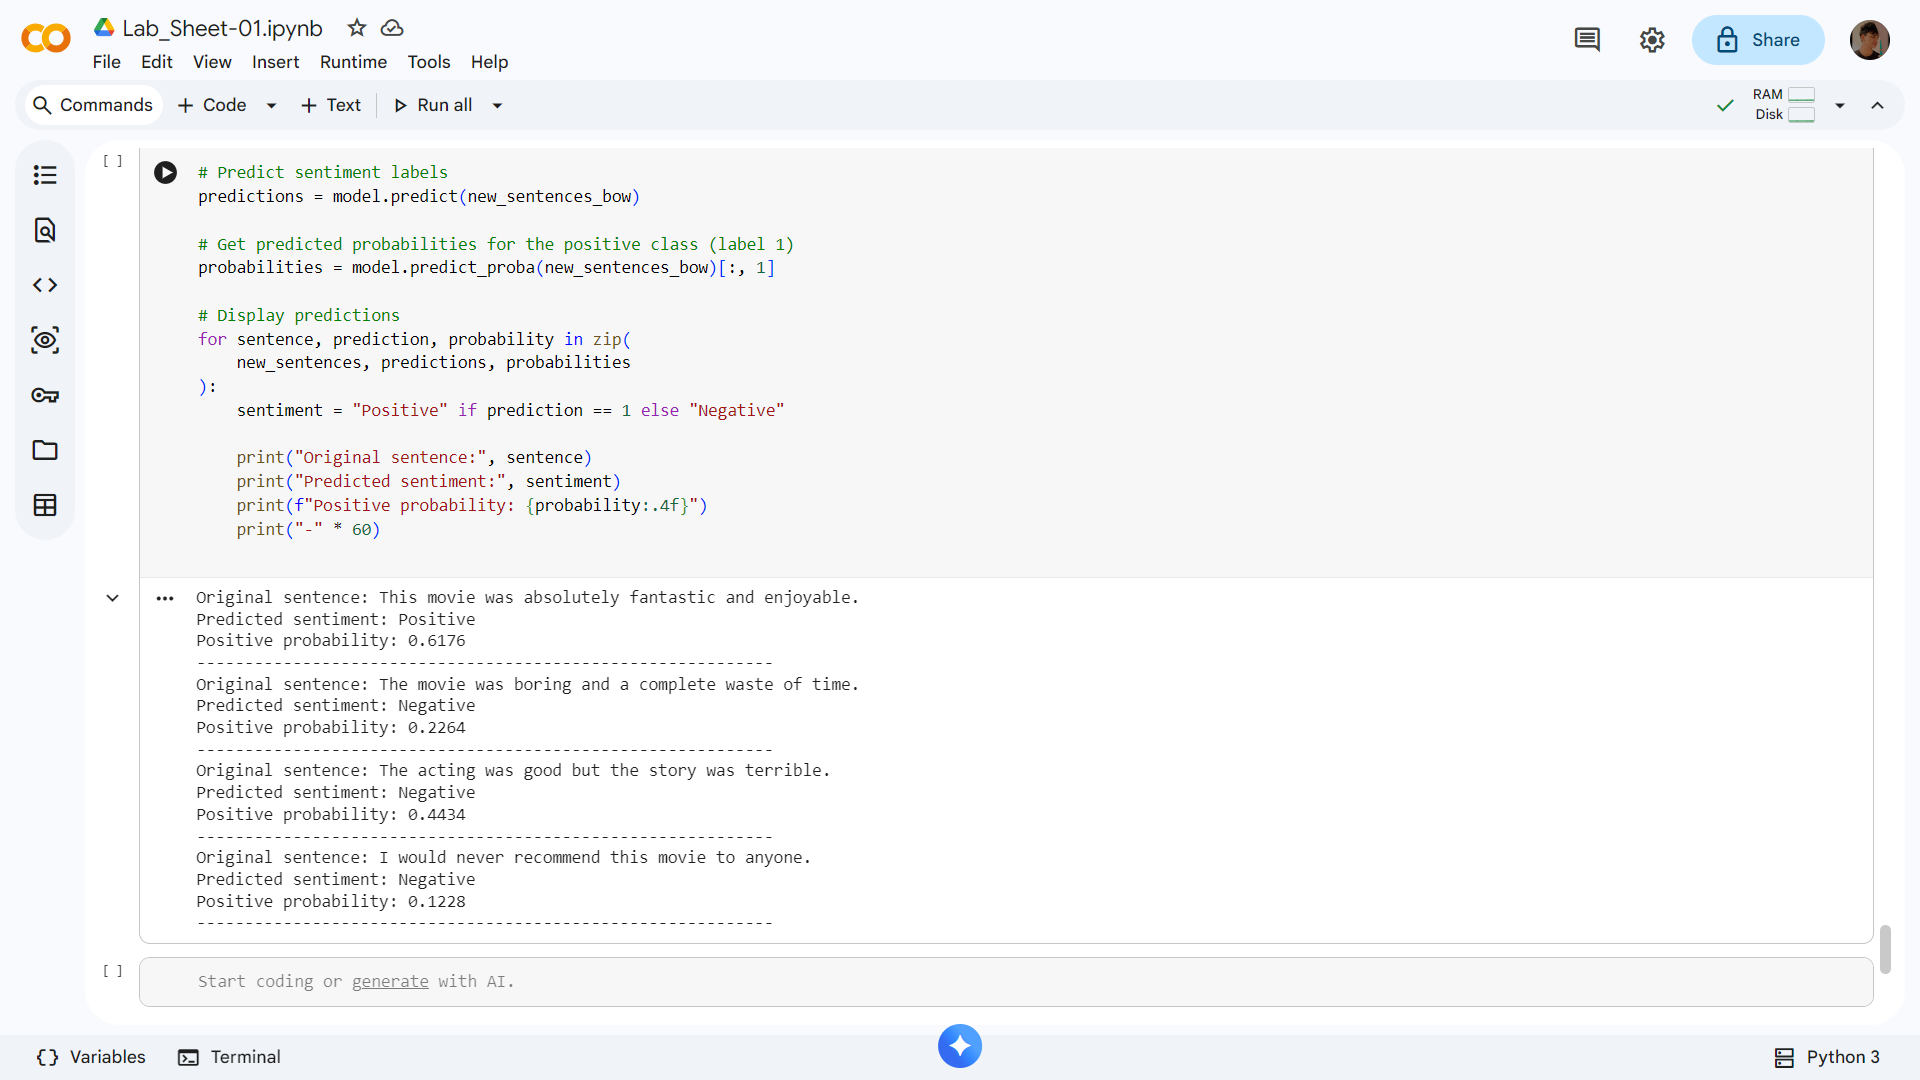 Lab_Sheet-01.ipynb
File Edit View Insert Runtime Tools Help
Share
Commands + Code + Text Run all
RAM
Disk
[ ]
# Predict sentiment labels
predictions = model.predict(new_sentences_bow)
# Get predicted probabilities for the positive class (label 1)
probabilities = model.predict_proba(new_sentences_bow)[:, 1]
# Display predictions
for sentence, prediction, probability in zip(
    new_sentences, predictions, probabilities
):
    sentiment = "Positive" if prediction == 1 else "Negative"
    print("Original sentence:", sentence)
    print("Predicted sentiment:", sentiment)
    print(f"Positive probability: {probability:.4f}")
    print("-" * 60)
Original sentence: This movie was absolutely fantastic and enjoyable.
Predicted sentiment: Positive
Positive probability: 0.6176
------------------------------------------------------------
Original sentence: The movie was boring and a complete waste of time.
Predicted sentiment: Negative
Positive probability: 0.2264
------------------------------------------------------------
Original sentence: The acting was good but the story was terrible.
Predicted sentiment: Negative
Positive probability: 0.4434
------------------------------------------------------------
Original sentence: I would never recommend this movie to anyone.
Predicted sentiment: Negative
Positive probability: 0.1228
------------------------------------------------------------
[ ]
Start coding or generate with AI.
Variables Terminal
Python 3